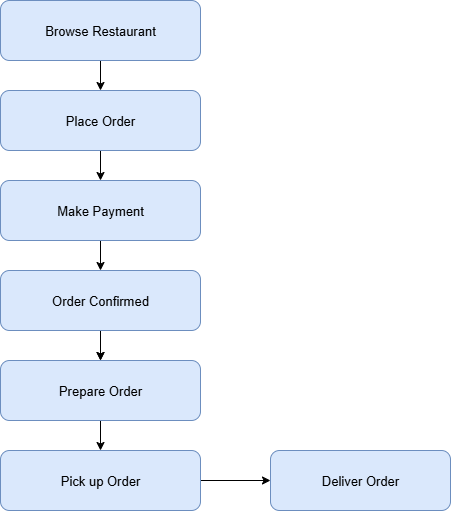 Browse Restaurant
Place Order
Make Payment
Order Confirmed
Prepare Order
Pick up Order
Deliver Order